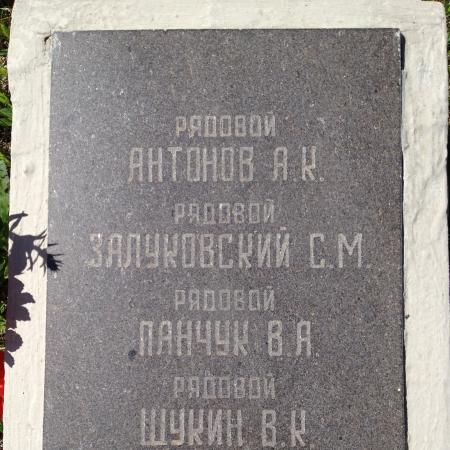 РЯДОВОЙ
АНТОНОВ А.К.
РЯДОВОЙ
ЗАЛУКОВСКИЙ С.М.
РЯДОВОЙ
ПАНЧУК В.А
РЯДОВОЙ
ЩУКИН В.К.